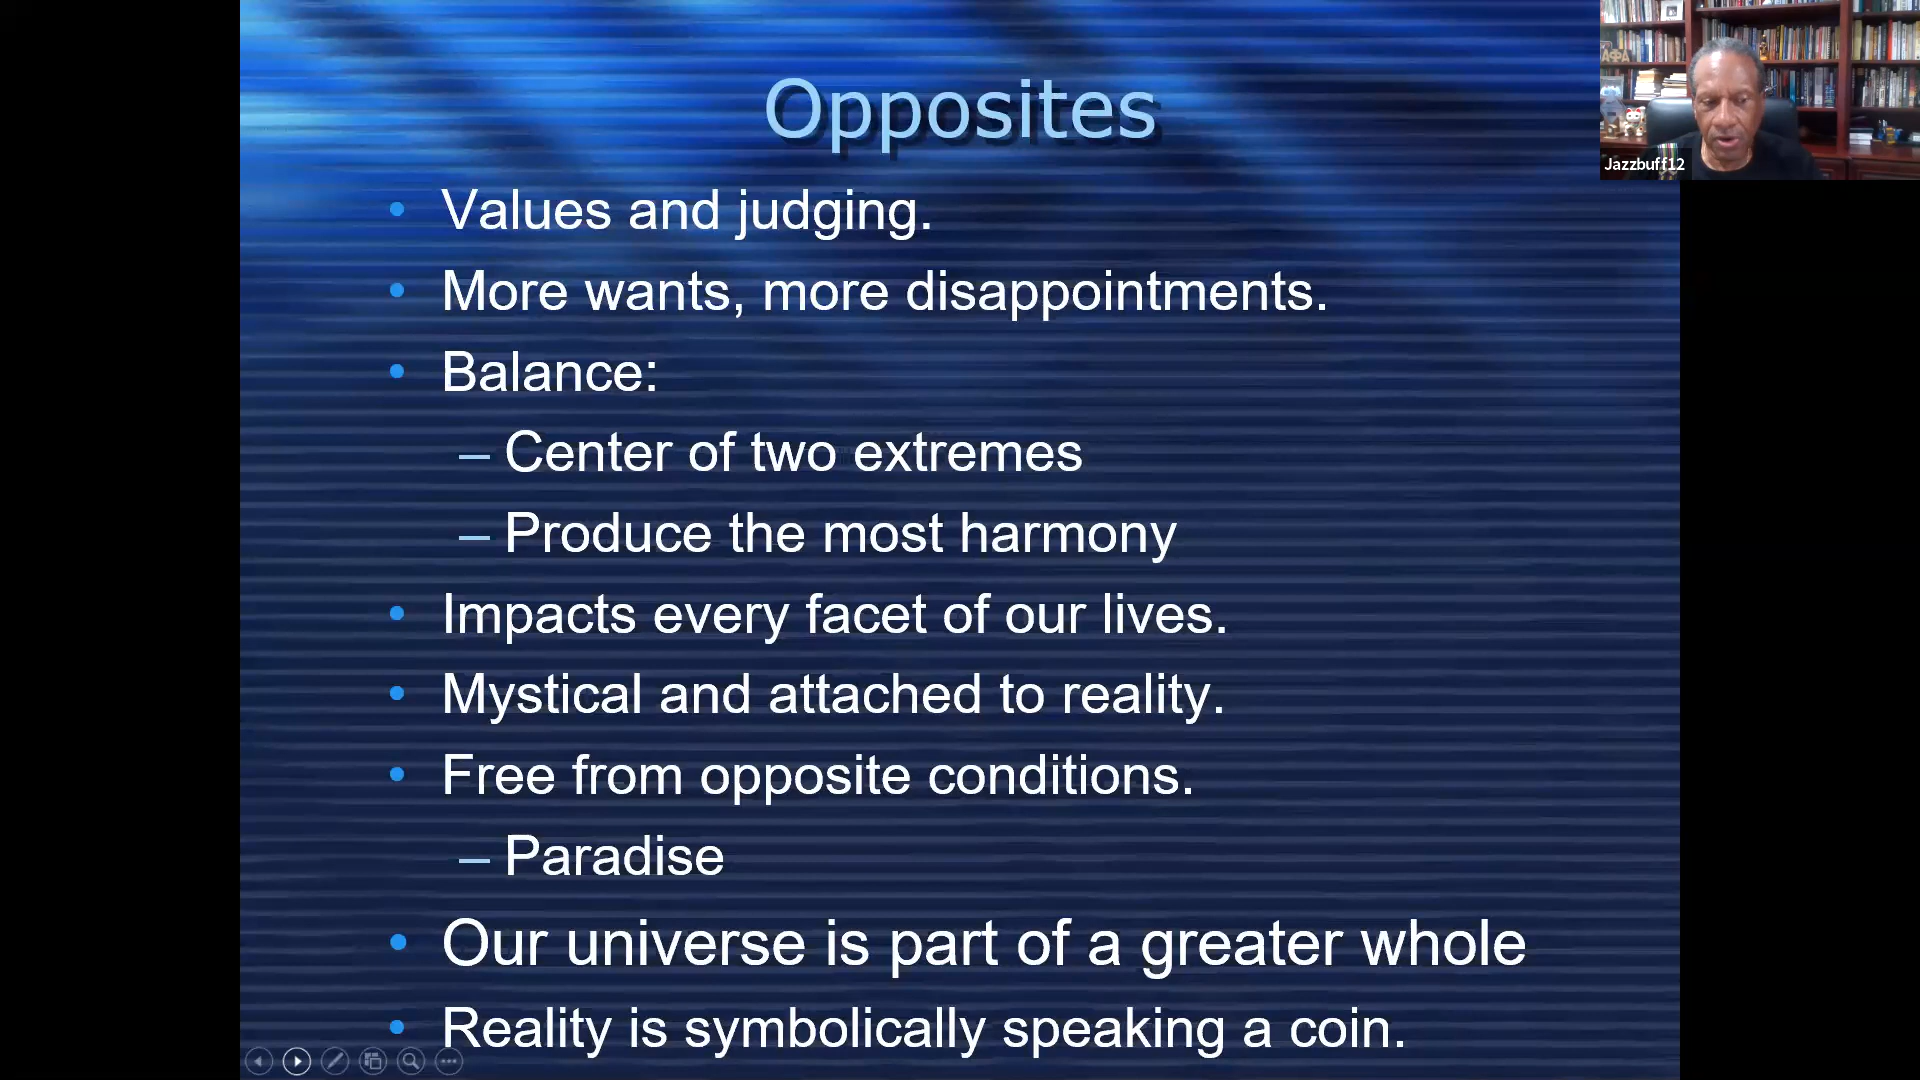 Opposites
Values and judging.
More wants, more disappointments.
Balance:
– Center of two extremes
– Produce the most harmony
Impacts every facet of our lives.
Mystical and attached to reality.
Free from opposite conditions.
– Paradise
Our universe is part of a greater whole
Reality is symbolically speaking a coin.
Jazzbuff12